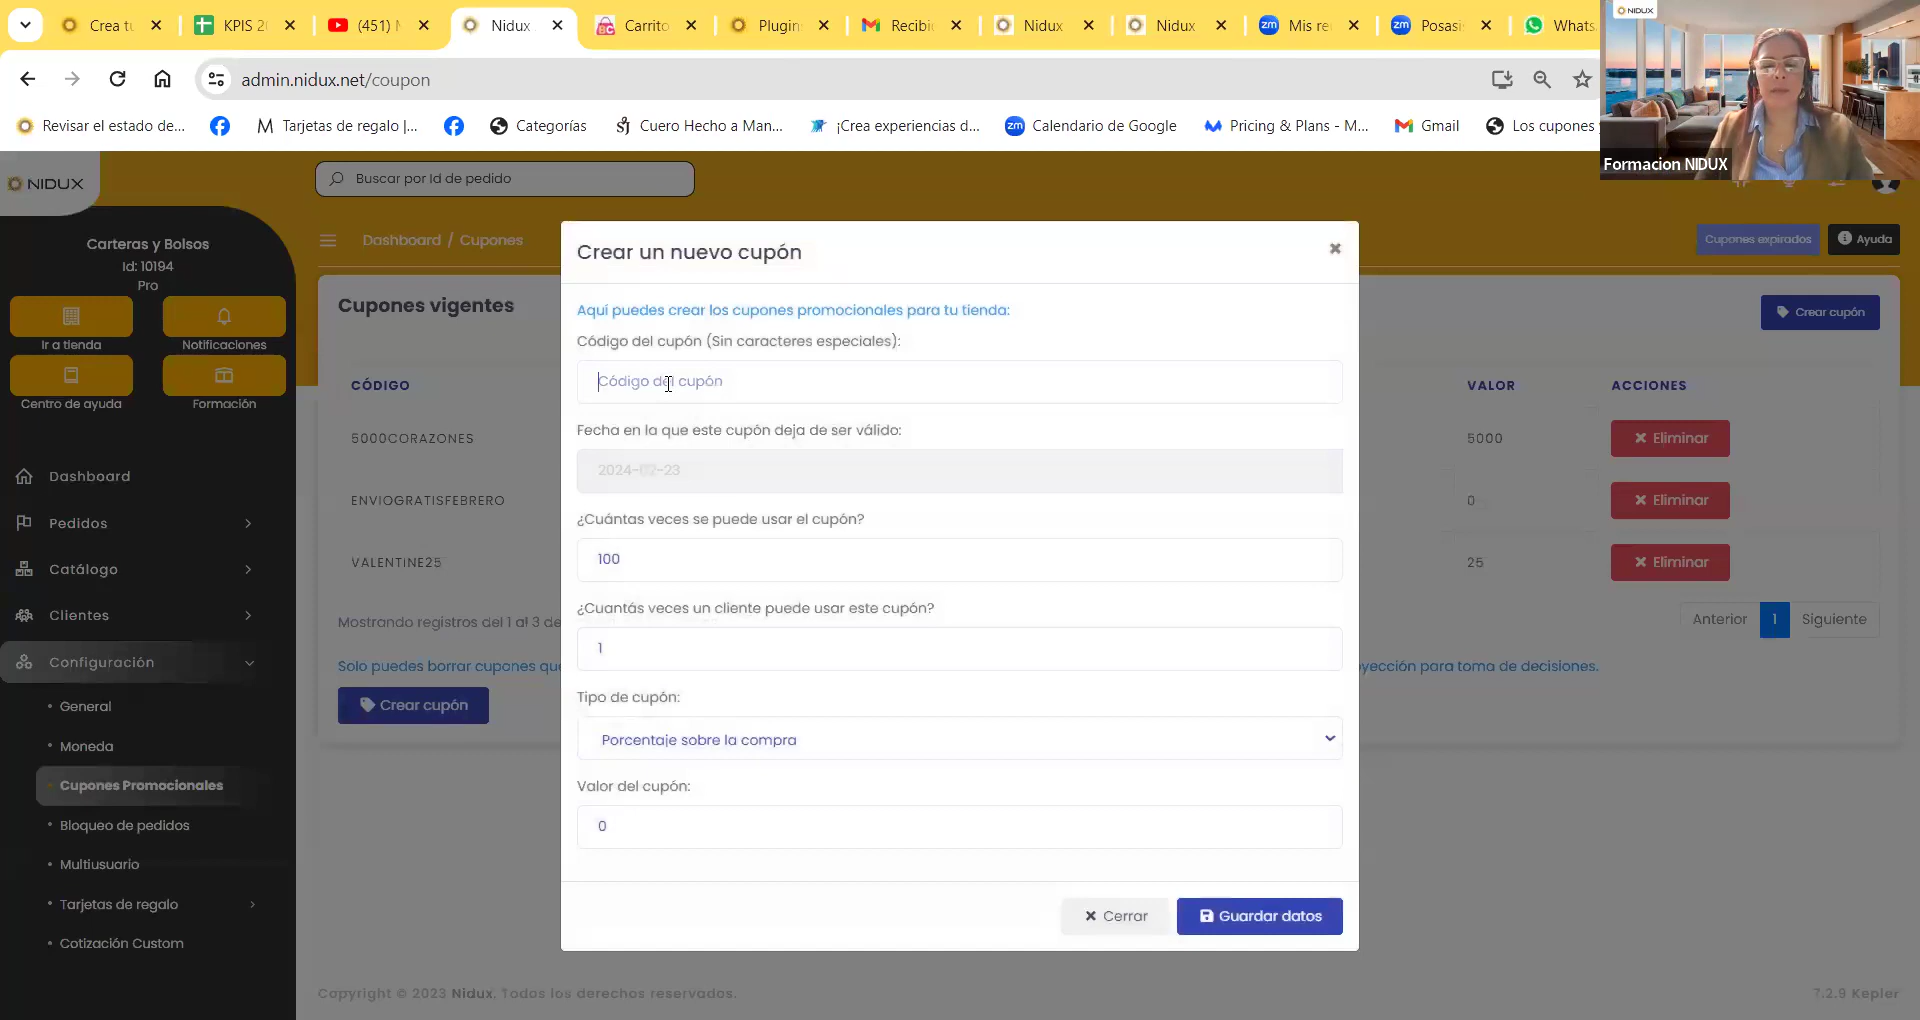 Crea tu
KPIS 2
(451) M
Nidux
Carrito
Plugin
Recibi
Nidux
Nidux
Mis re
Posasi
Whats
admin.nidux.net/coupon
Revisar el estado de...
Tarjetas de regalo |...
Categorías
Cuero Hecho a Man...
¡Crea experiencias d...
Calendario de Google
Pricing & Plans - M...
Gmail
Los cupones
NIDUX
Formacion NIDUX
NIDUX
Buscar por Id de pedido
Carteras y Bolsos
Id: 10194
Pro
Ir a tienda
Notificaciones
Centro de ayuda
Formación
Dashboard
Pedidos
Catálogo
Clientes
Configuración
General
Moneda
Cupones Promocionales
Bloqueo de pedidos
Multiusuario
Tarjetas de regalo
Cotización Custom
Dashboard / Cupones
Cupones expirados
Ayuda
Cupones vigentes
Crear cupón
CÓDIGO
VALOR
ACCIONES
5000CORAZONES
5000
Eliminar
ENVIOGRATISFEBRERO
0
Eliminar
VALENTINE25
25
Eliminar
Mostrando registros del 1 al 3 de
Anterior
1
Siguiente
Solo puedes borrar cupones que
yección para toma de decisiones.
Crear cupón
Crear un nuevo cupón
Aquí puedes crear los cupones promocionales para tu tienda:
Código del cupón (Sin caracteres especiales):
Código del cupón
Fecha en la que este cupón deja de ser válido:
2024-02-23
¿Cuántas veces se puede usar el cupón?
100
¿Cuantás veces un cliente puede usar este cupón?
1
Tipo de cupón:
Porcentaje sobre la compra
Valor del cupón:
0
Cerrar
Guardar datos
Copyright © 2023 Nidux, Todos los derechos reservados.
7.2.9 Kepler